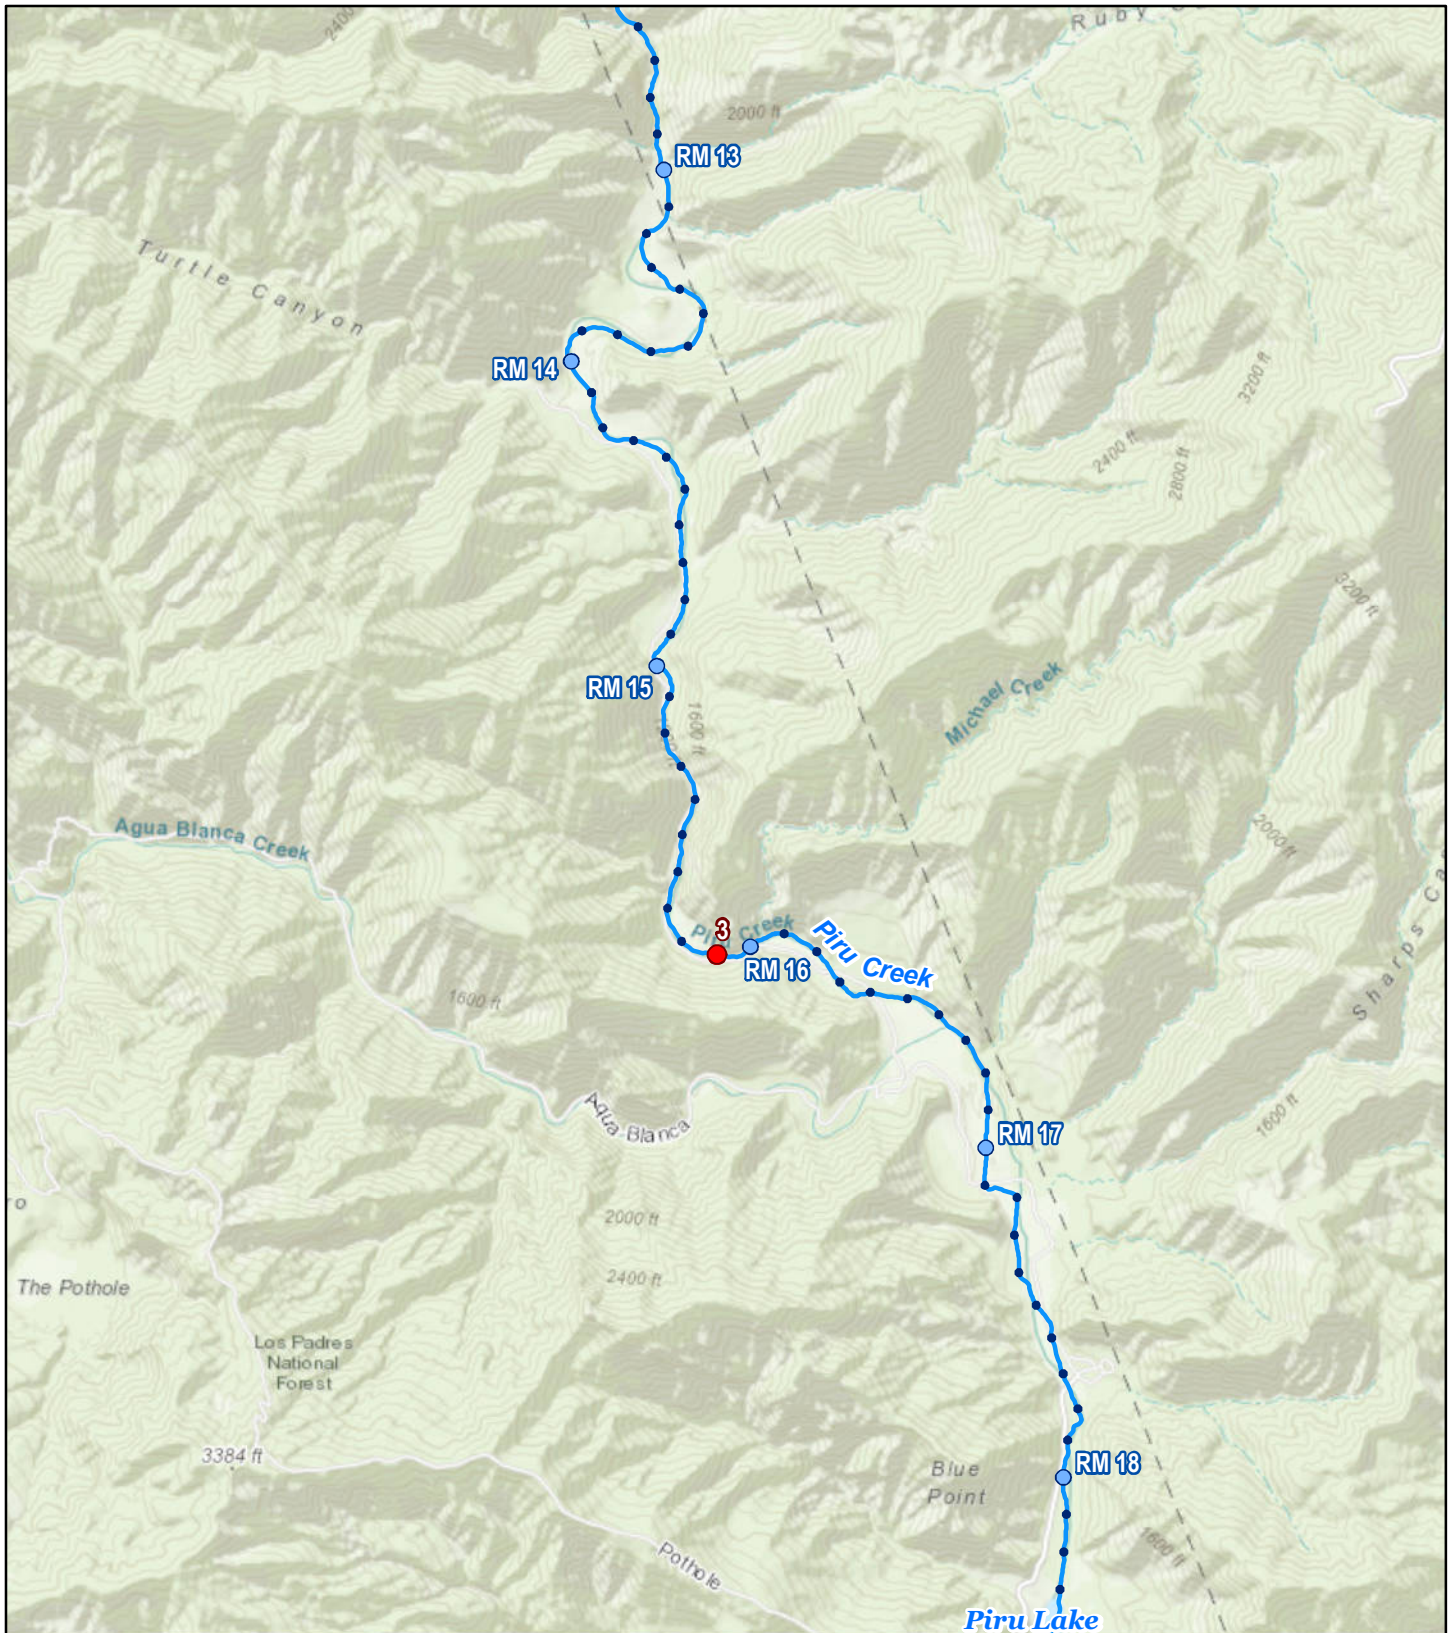 2400
Ruby
2000 ft
RM 13
Turtle Canyon
RM 14
3200 ft
2400 ft
2800 ft
3200 ft
RM 15
Michael Creek
1600 ft
Agua Blanca Creek
2000 ft
Sharps Ca
3
Piru Creek
Piru Creek
RM 16
1600 ft
Agua Blanca
RM 17
1600 ft
ro
2000 ft
2400 ft
The Pothole
Los Padres
National
Forest
3384 ft
Blue
Point
RM 18
1600 ft
Pothole
Piru Lake